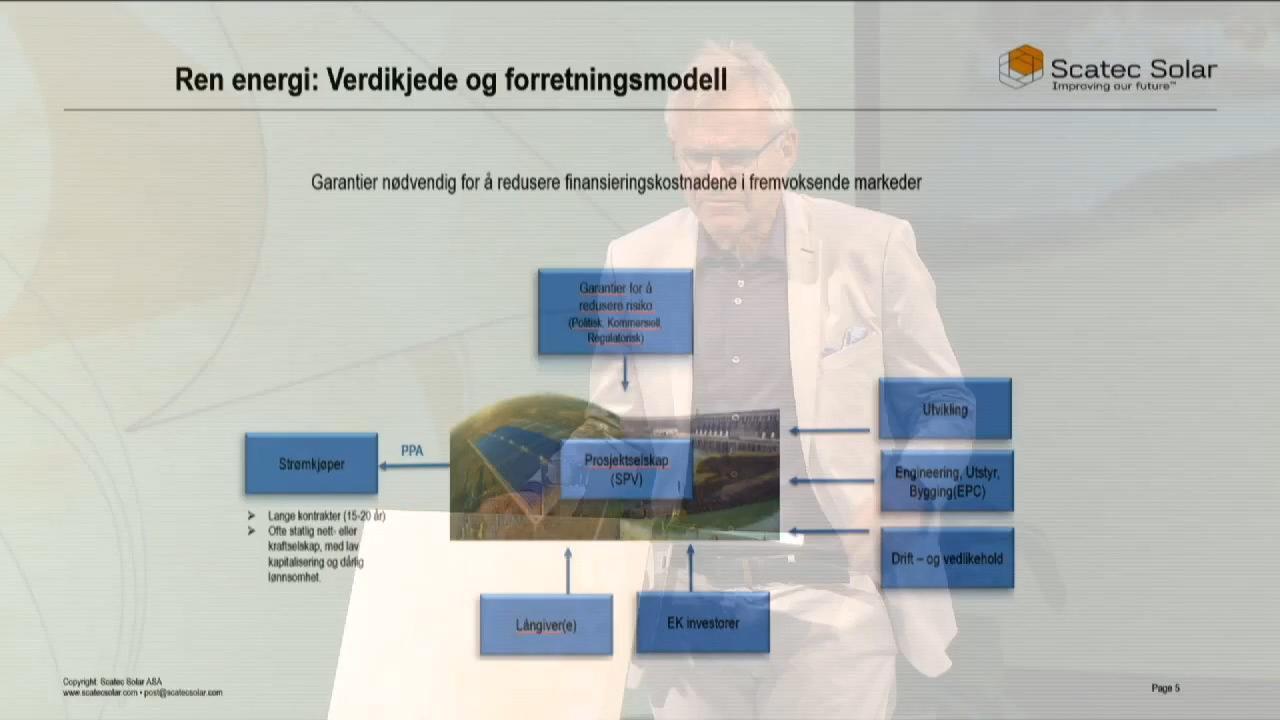 Ren energi: Verdikjede og forretningsmodell
Scatec Solar
Improving our future™
Garantier nødvendig for å redusere finansieringskostnadene i fremvoksende markeder
Garantier for å
redusere risiko
(Politisk, Kommersiell,
Regulatorisk)
Utvikling
Strømkjøper
PPA
Prosjektselskap
(SPV)
Engineering, Utstyr,
Bygging(EPC)
➢ Lange kontrakter (15-20 år)
➢ Ofte statlig nett- eller
kraftselskap, med lav
kapitalisering og dårlig
lønnsomhet.
Drift – og vedlikehold
Långiver(e)
EK investorer
Copyright: Scatec Solar ASA
www.scatecsolar.com • post@scatecsolar.com
Page 5